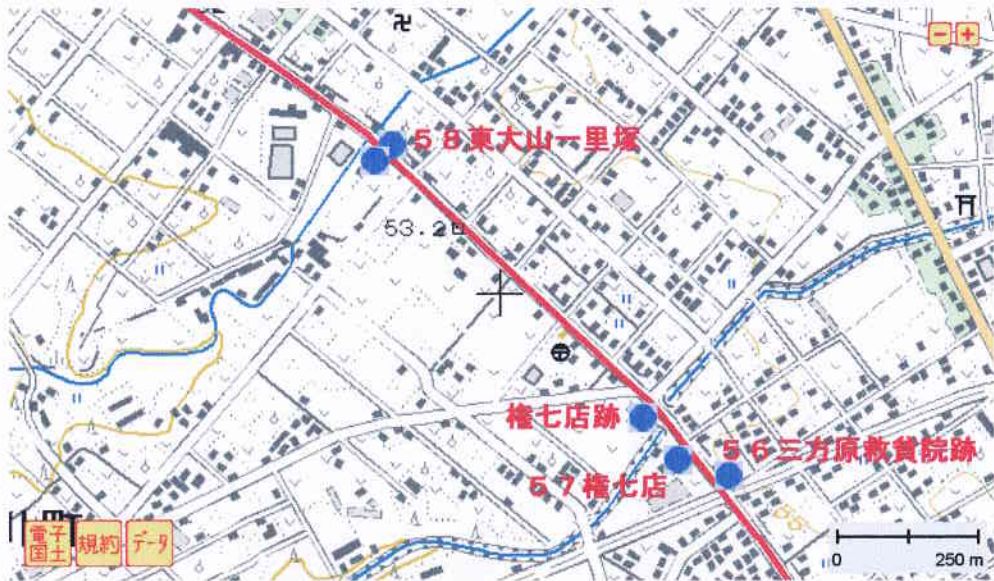 － ＋
５８東大山一里塚
53.2
権七店跡
５６三方原救貧院跡
５７権七店
電子国土
規約
データ
0
250 m